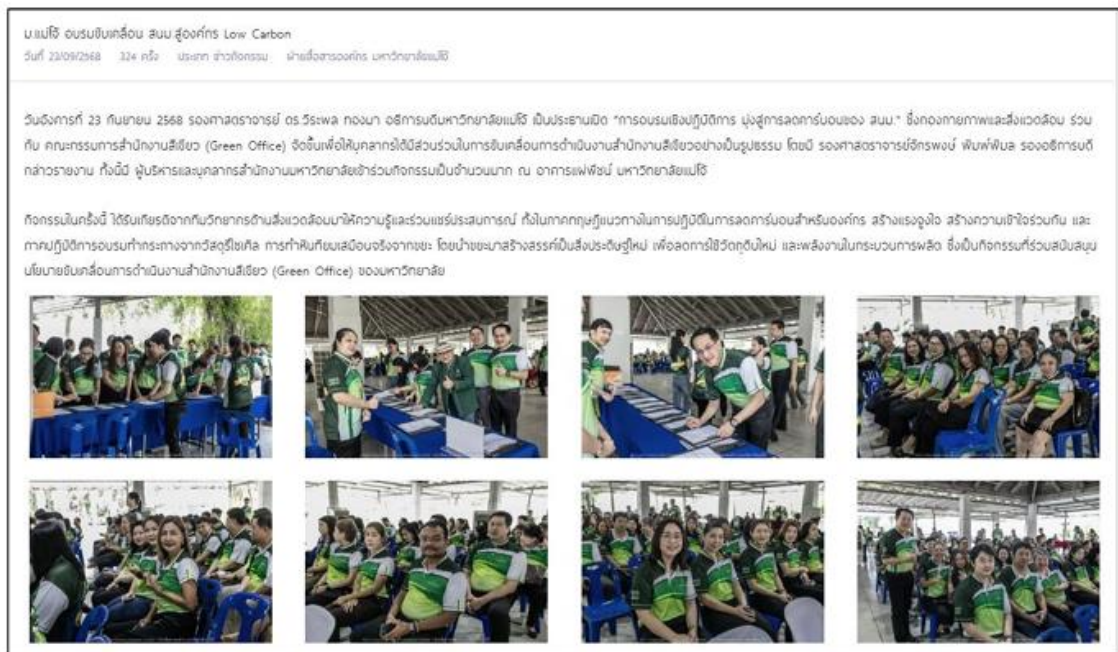 ม.แม่โจ้ อบรมขับเคลื่อน สนม.สู่องค์กร Low Carbon
วันที่ 23/09/2568 324 ครั้ง ประเภท ข่าวกิจกรรม ฝ่ายสื่อสารองค์กร มหาวิทยาลัยแม่โจ้
วันอังคารที่ 23 กันยายน 2568 รองศาสตราจารย์ ดร.วีระพล ทองมา อธิการบดีมหาวิทยาลัยแม่โจ้ เป็นประธานเปิด "การอบรมเชิงปฏิบัติการ มุ่งสู่การลดคาร์บอนของ สนม." ซึ่งกองกายภาพและสิ่งแวดล้อม ร่วม
กับ คณะกรรมการสำนักงานสีเขียว (Green Office) จัดขึ้นเพื่อให้บุคลากรได้มีส่วนร่วมในการขับเคลื่อนการดำเนินงานสำนักงานสีเขียวอย่างเป็นรูปธรรม โดยมี รองศาสตราจารย์จักรพงษ์ พิมพ์พิมล รองอธิการบดี
กล่าวรายงาน ทั้งนี้มี ผู้บริหารและบุคลากรสำนักงานมหาวิทยาลัยเข้าร่วมกิจกรรมเป็นจำนวนมาก ณ อาคารแผ่พืชน์ มหาวิทยาลัยแม่โจ้
กิจกรรมในครั้งนี้ ได้รับเกียรติจากทีมวิทยากรด้านสิ่งแวดล้อมมาให้ความรู้และร่วมแชร์ประสบการณ์ ทั้งในภาคทฤษฎีแนวทางในการปฏิบัติในการลดคาร์บอนสำหรับองค์กร สร้างแรงจูงใจ สร้างความเข้าใจร่วมกัน และ
ภาคปฏิบัติการอบรมทำกระถางจากวัสดุรีไซเคิล การทำหินเทียมเสมือนจริงจากขยะ โดยนำขยะมาสร้างสรรค์เป็นสิ่งประดิษฐ์ใหม่ เพื่อลดการใช้วัตถุดิบใหม่ และพลังงานในกระบวนการผลิต ซึ่งเป็นกิจกรรมที่ร่วมสนับสนุน
นโยบายขับเคลื่อนการดำเนินงานสำนักงานสีเขียว (Green Office) ของมหาวิทยาลัย